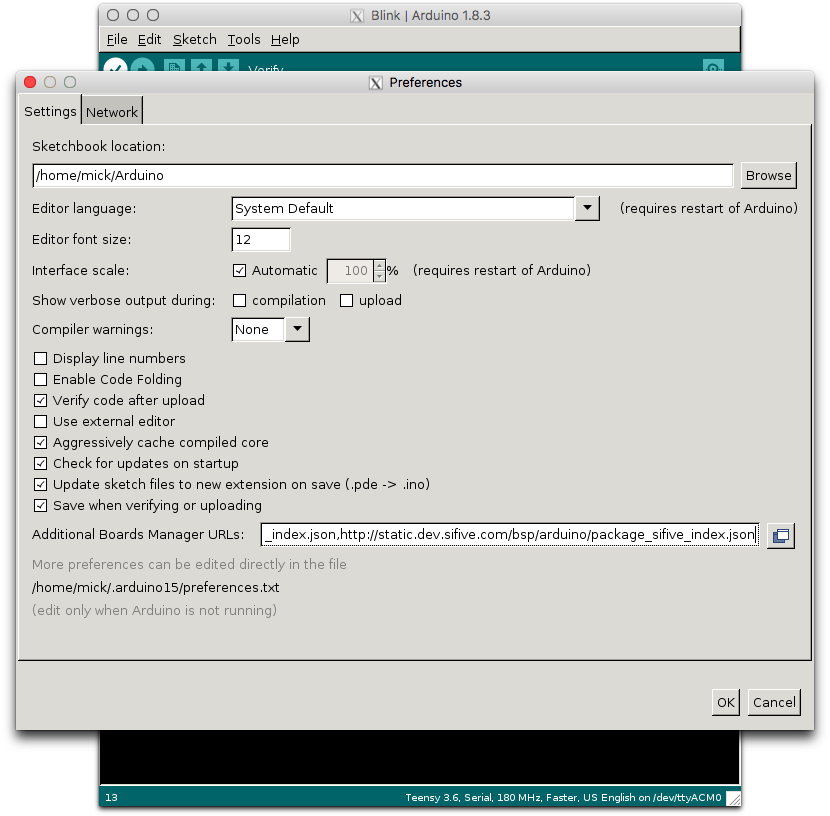 Blink | Arduino 1.8.3
File Edit Sketch Tools Help
Verify
Preferences
Settings Network
Sketchbook location:
/home/mick/Arduino Browse
Editor language: System Default (requires restart of Arduino)
Editor font size: 12
Interface scale: Automatic 100 % (requires restart of Arduino)
Show verbose output during: compilation upload
Compiler warnings: None
Display line numbers
Enable Code Folding
Verify code after upload
Use external editor
Aggressively cache compiled core
Check for updates on startup
Update sketch files to new extension on save (.pde -> .ino)
Save when verifying or uploading
Additional Boards Manager URLs: _index.json,http://static.dev.sifive.com/bsp/arduino/package_sifive_index.json
More preferences can be edited directly in the file
/home/mick/.arduino15/preferences.txt
(edit only when Arduino is not running)
OK Cancel
13 Teensy 3.6, Serial, 180 MHz, Faster, US English on /dev/ttyACM0